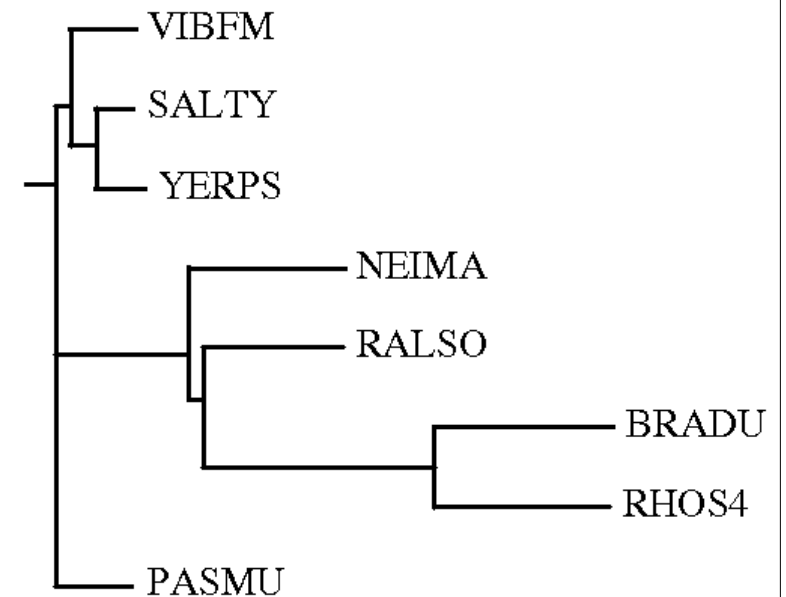 VIBFM
SALTY
YERPS
NEIMA
RALSO
BRADU
RHOS4
PASMU